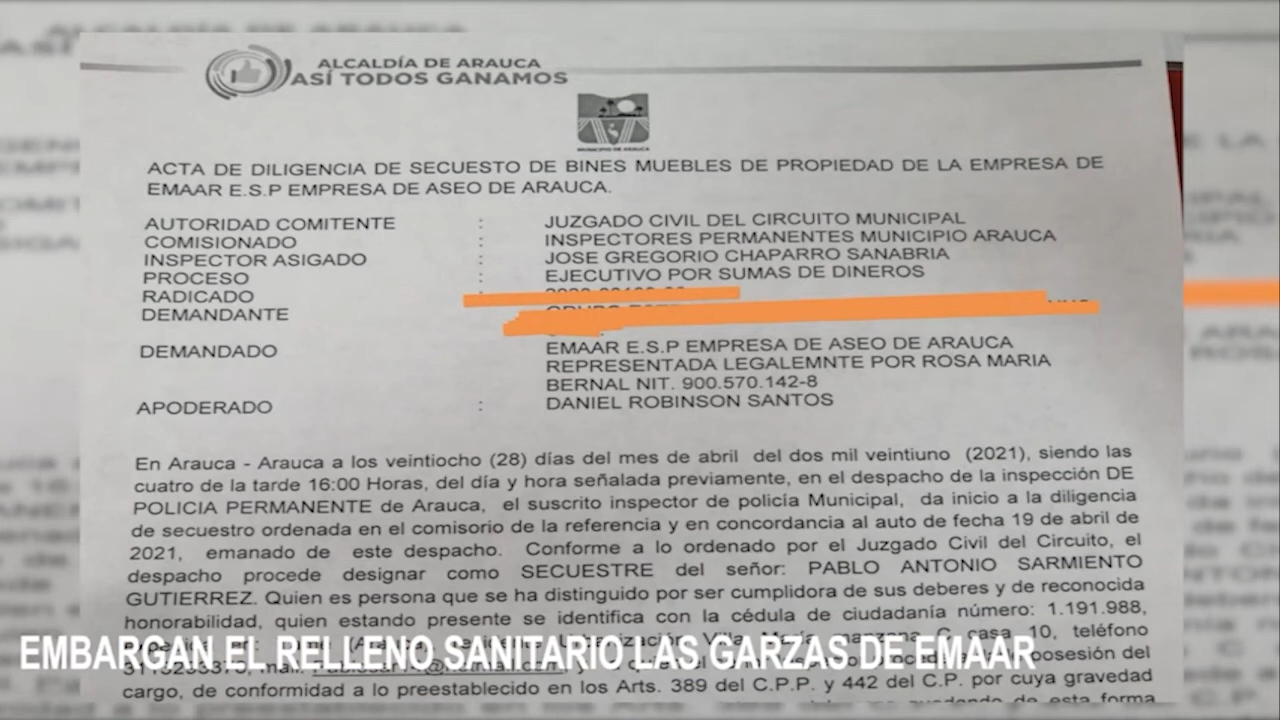 ALCALDÍA DE ARAUCA
ASÍ TODOS GANAMOS
MUNICIPIO DE ARAUCA
ACTA DE DILIGENCIA DE SECUESTO DE BINES MUEBLES DE PROPIEDAD DE LA EMPRESA DE
EMAAR E.S.P EMPRESA DE ASEO DE ARAUCA.
AUTORIDAD COMITENTE : JUZGADO CIVIL DEL CIRCUITO MUNICIPAL
COMISIONADO : INSPECTORES PERMANENTES MUNICIPIO ARAUCA
INSPECTOR ASIGADO : JOSE GREGORIO CHAPARRO SANABRIA
PROCESO : EJECUTIVO POR SUMAS DE DINEROS
RADICADO
DEMANDANTE
DEMANDADO : EMAAR E.S.P EMPRESA DE ASEO DE ARAUCA
REPRESENTADA LEGALEMNTE POR ROSA MARIA
BERNAL NIT. 900.570.142-8
APODERADO : DANIEL ROBINSON SANTOS
En Arauca - Arauca a los veintiocho (28) días del mes de abril del dos mil veintiuno (2021), siendo las
cuatro de la tarde 16:00 Horas, del día y hora señalada previamente, en el despacho de la inspección DE
POLICIA PERMANENTE de Arauca, el suscrito inspector de policía Municipal, da inicio a la diligencia
de secuestro ordenada en el comisorio de la referencia y en concordancia al auto de fecha 19 de abril de
2021, emanado de este despacho. Conforme a lo ordenado por el Juzgado Civil del Circuito, el
despacho procede designar como SECUESTRE del señor: PABLO ANTONIO SARMIENTO
GUTIERREZ. Quien es persona que se ha distinguido por ser cumplidora de sus deberes y de reconocida
honorabilidad, quien estando presente se identifica con la cédula de ciudadanía número: 1.191.988,
casa 10, teléfono
posesión del
cargo, de conformidad a lo preestablecido en los Arts. 389 del C.P.P. y 442 del C.P. por cuya gravedad
EMBARGAN EL RELLENO SANITARIO LAS GARZAS DE EMAAR